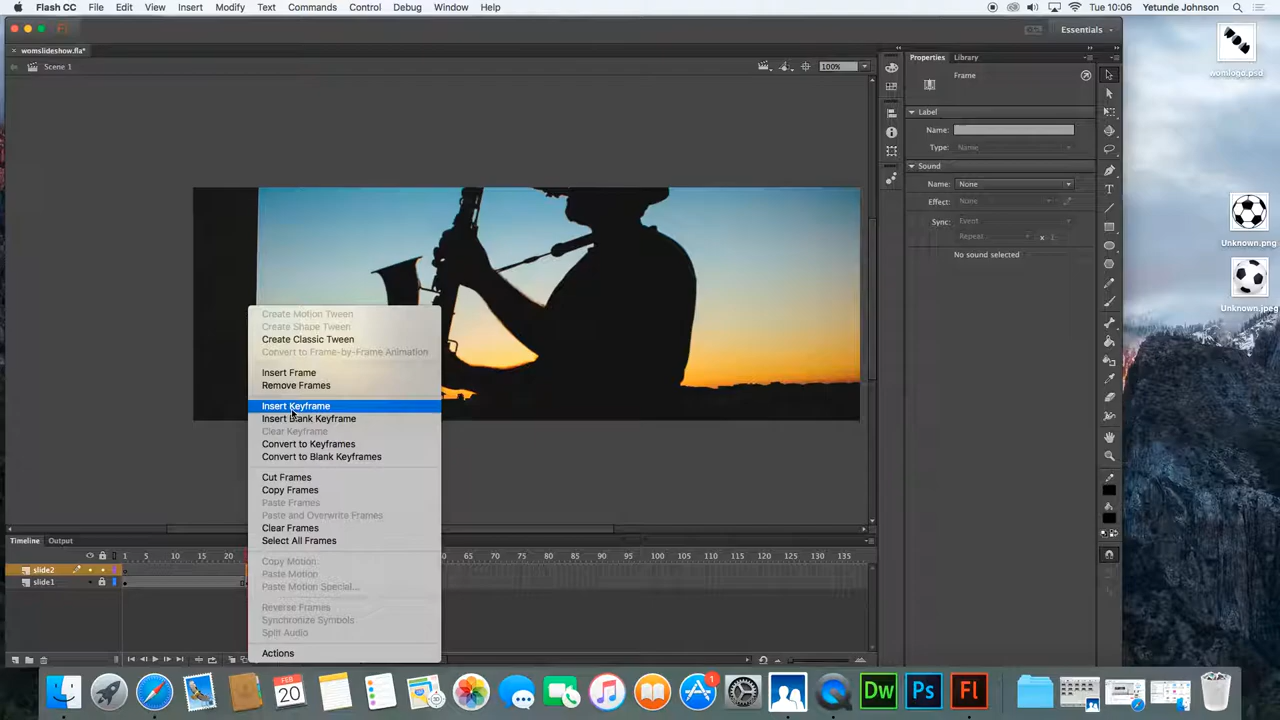 Flash CC File Edit View Insert Modify Text Commands Control Debug Window Help Tue 10:06 Yetunde Johnson
Essentials
womslideshow.fla*
Scene 1
100%
Properties Library
Frame
Label
Name:
Type: Name
Sound
Name: None
Effect: None
Sync: Event
Repeat x 1
No sound selected
womlogo.psd
Unknown.png
Unknown.jpeg
Create Motion Tween
Create Shape Tween
Create Classic Tween
Convert to Frame-by-Frame Animation
Insert Frame
Remove Frames
Insert Keyframe
Insert Blank Keyframe
Clear Keyframe
Convert to Keyframes
Convert to Blank Keyframes
Cut Frames
Copy Frames
Paste Frames
Paste and Overwrite Frames
Clear Frames
Select All Frames
Copy Motion
Paste Motion
Paste Motion Special...
Reverse Frames
Synchronize Symbols
Split Audio
Actions
Timeline Output
1 5 10 15 20 45 50 55 60 65 70 75 80 85 90 95 100 105 110 115 120 125 130 135
slide2
slide1
FEB
20
1
Dw Ps Fl